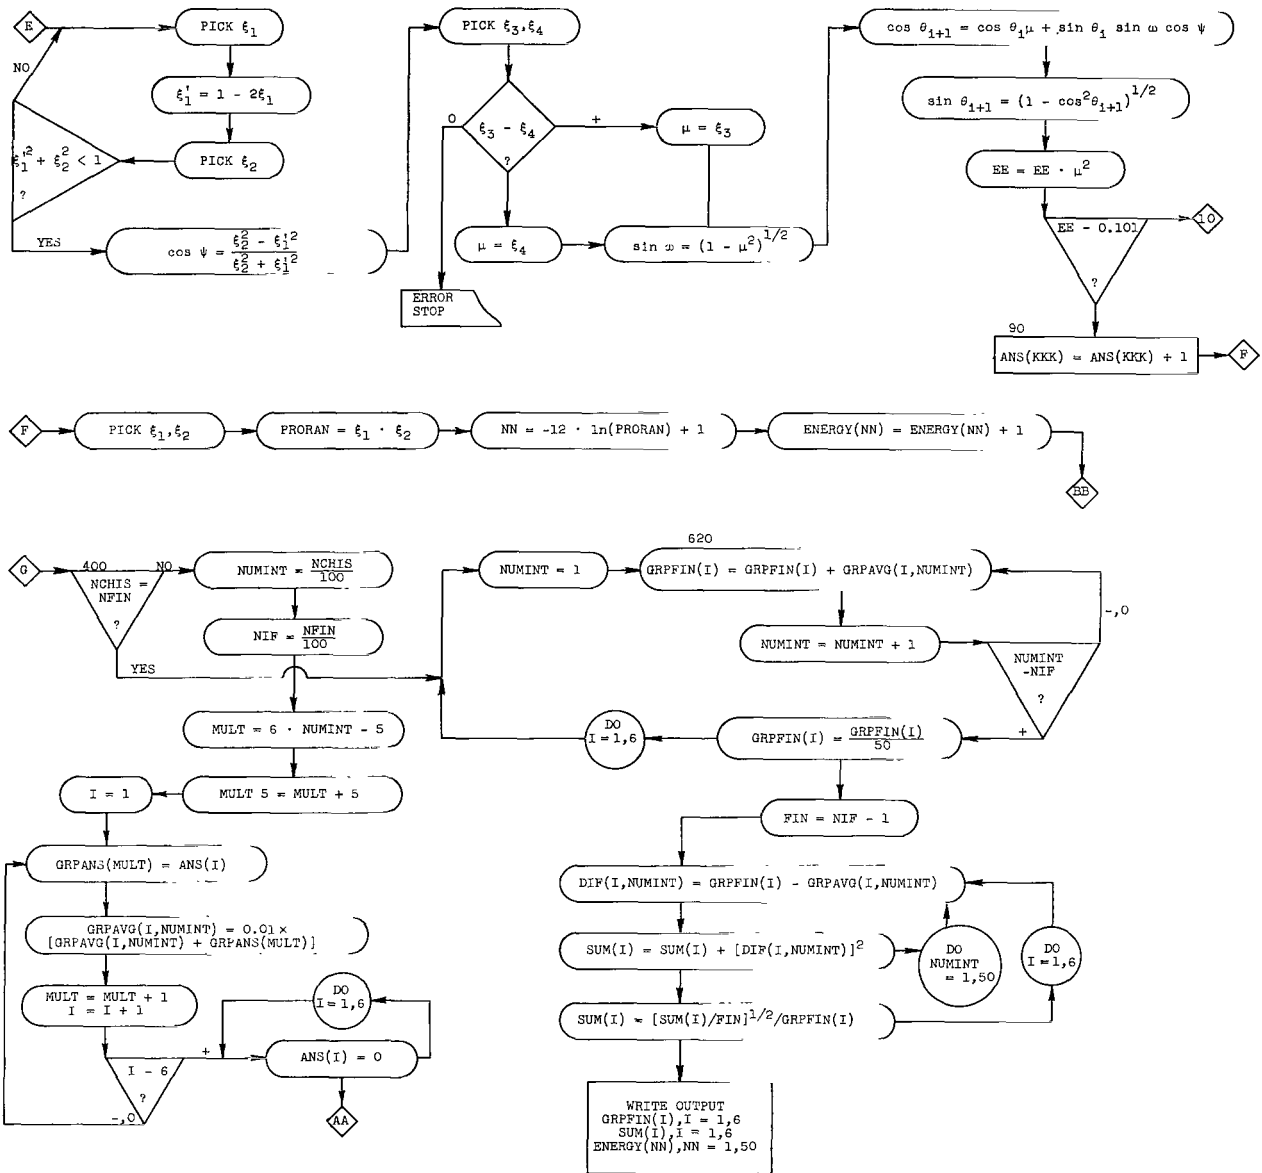 E
PICK ξ₁
NO
ξ₁' = 1 - 2ξ₁
ξ₁'² + ξ₂² < 1
?
PICK ξ₂
YES
cos ψ = (ξ₂² - ξ₁'²)/(ξ₂² + ξ₁'²)
PICK ξ₃,ξ₄
0
ξ₃ - ξ₄
?
+
μ = ξ₃
μ = ξ₄
sin ω = (1 - μ²)^1/2
ERROR
STOP
cos θᵢ₊₁ = cos θᵢμ + sin θᵢ sin ω cos ψ
sin θᵢ₊₁ = (1 - cos²θᵢ₊₁)^1/2
EE = EE · μ²
10
EE - 0.101
?
90
ANS(KKK) = ANS(KKK) + 1
F
F
PICK ξ₁,ξ₂
PRORAN = ξ₁ · ξ₂
NN = -12 · ln(PRORAN) + 1
ENERGY(NN) = ENERGY(NN) + 1
BB
G
400
NO
NCHIS =
NFIN
?
YES
NUMINT = NCHIS/100
NIF = NFIN/100
MULT = 6 · NUMINT - 5
MULT 5 = MULT + 5
I = 1
GRPANS(MULT) = ANS(I)
GRPAVG(I,NUMINT) = 0.01×
[GRPAVG(I,NUMINT) + GRPANS(MULT)]
MULT = MULT + 1
I = I + 1
I - 6
?
-,0
+
DO
I = 1,6
ANS(I) = 0
AA
NUMINT = 1
620
GRPFIN(I) = GRPFIN(I) + GRPAVG(I,NUMINT)
NUMINT = NUMINT + 1
-,0
NUMINT
-NIF
?
+
GRPFIN(I) = GRPFIN(I)/50
DO
I = 1,6
FIN = NIF - 1
DIF(I,NUMINT) = GRPFIN(I) - GRPAVG(I,NUMINT)
SUM(I) = SUM(I) + [DIF(I,NUMINT)]²
DO
NUMINT
= 1,50
DO
I = 1,6
SUM(I) = [SUM(I)/FIN]^1/2/GRPFIN(I)
WRITE OUTPUT
GRPFIN(I),I = 1,6
SUM(I),I = 1,6
ENERGY(NN),NN = 1,50